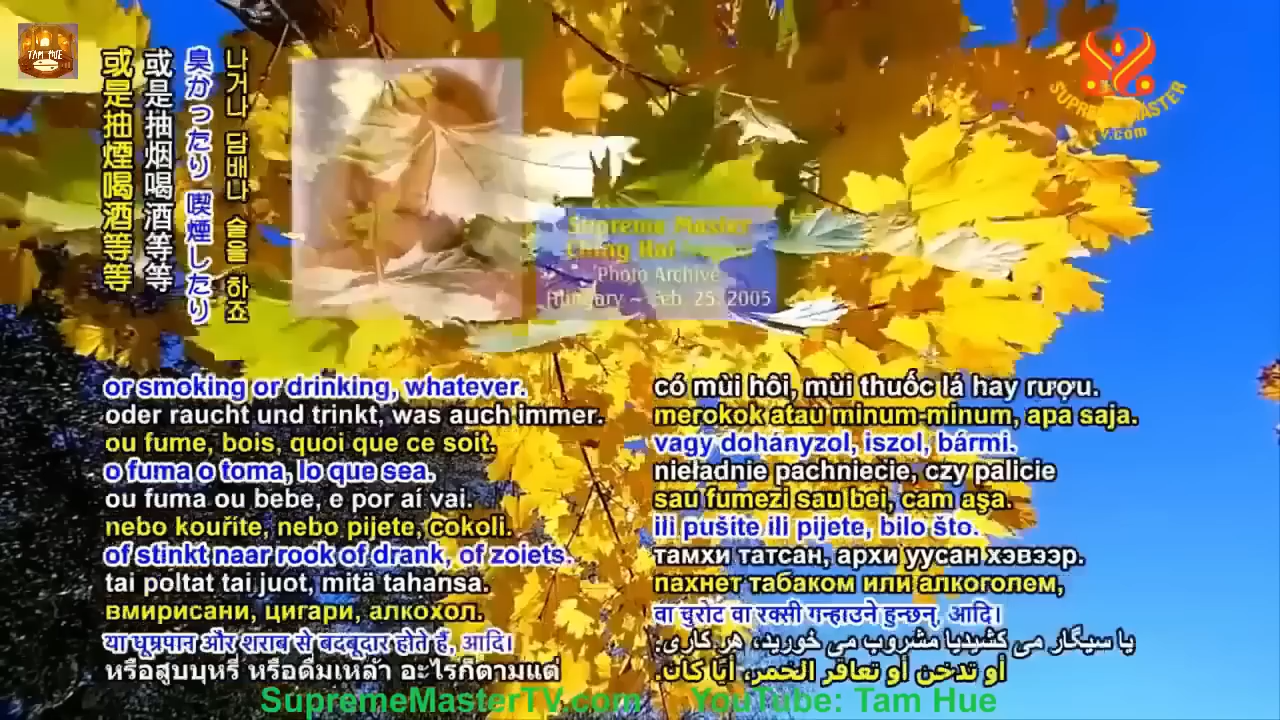 TAM HUE
或是抽煙喝酒等等
或是抽烟喝酒等等
臭かったり 喫煙したり
나거나 담배나 술을 하죠
SUPREME MASTER
TV.com
Supreme Master
Ching Hai
Photo Archive
Hungary ~ Feb. 25, 2005
or smoking or drinking, whatever.
oder raucht und trinkt, was auch immer.
ou fume, bois, quoi que ce soit.
o fuma o toma, lo que sea.
ou fuma ou bebe, e por aí vai.
nebo kouříte, nebo pijete, cokoli.
of stinkt naar rook of drank, of zoiets.
tai poltat tai juot, mitä tahansa.
вмирисани, цигари, алкохол.
या धूम्रपान और शराब से बदबूदार होते हैं, आदि।
หรือสูบบุหรี่ หรือดื่มเหล้า อะไรก็ตามแต่
có mùi hôi, mùi thuốc lá hay rượu.
merokok atau minum-minum, apa saja.
vagy dohányzol, iszol, bármi.
nieładnie pachniecie, czy palicie
sau fumezi sau bei, cam aşa.
ili pušite ili pijete, bilo što.
тамхи татсан, архи уусан хэвээр.
пахнет табаком или алкоголем,
वा चुरोट वा रक्सी गन्हाउने हुन्छन्, आदि।
یا سیگار می کشیدیا مشروب می خورید، هر کاری.
أو تدخن أو تعاقر الخمر، أيّا كان.
SupremeMasterTV.com
YouTube: Tam Hue